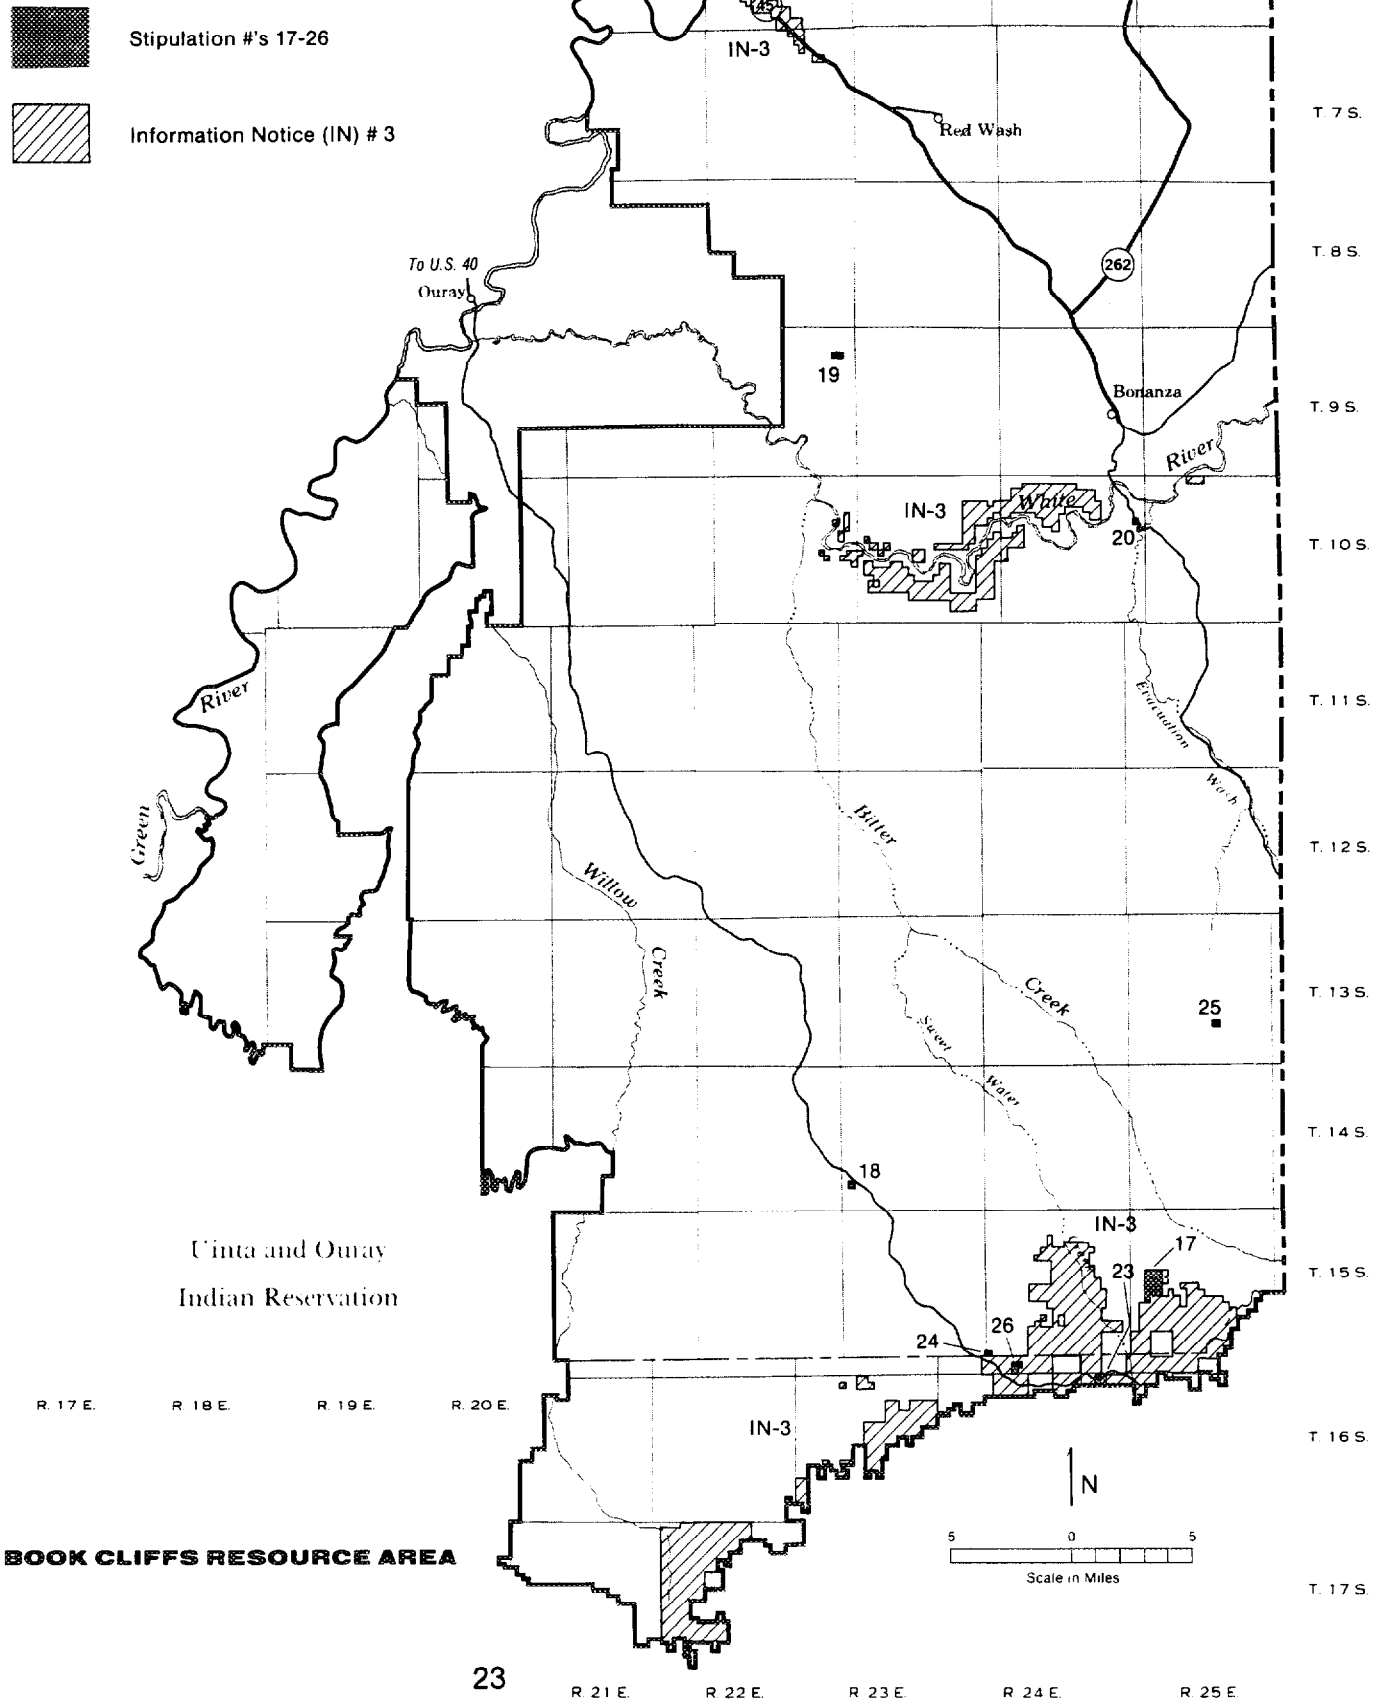 Stipulation #'s 17-26
Information Notice (IN) # 3
45
IN-3
Red Wash
T. 7 S.
T. 8 S.
262
To U.S. 40
Ouray
19
Bonanza
T. 9 S.
River
IN-3
White
20
T. 10 S.
River
Evacuation
Wash
T. 11 S.
Green
Bitter
T. 12 S.
Willow
Creek
Creek
T. 13 S.
25
Sweet
Water
T. 14 S.
18
IN-3
17
Uinta and Ouray
Indian Reservation
23
T. 15 S.
24
26
R. 17 E.
R. 18 E.
R. 19 E.
R. 20 E.
IN-3
T. 16 S.
N
BOOK CLIFFS RESOURCE AREA
5
0
5
Scale in Miles
T. 17 S.
23
R. 21 E.
R. 22 E.
R. 23 E.
R. 24 E.
R. 25 E.